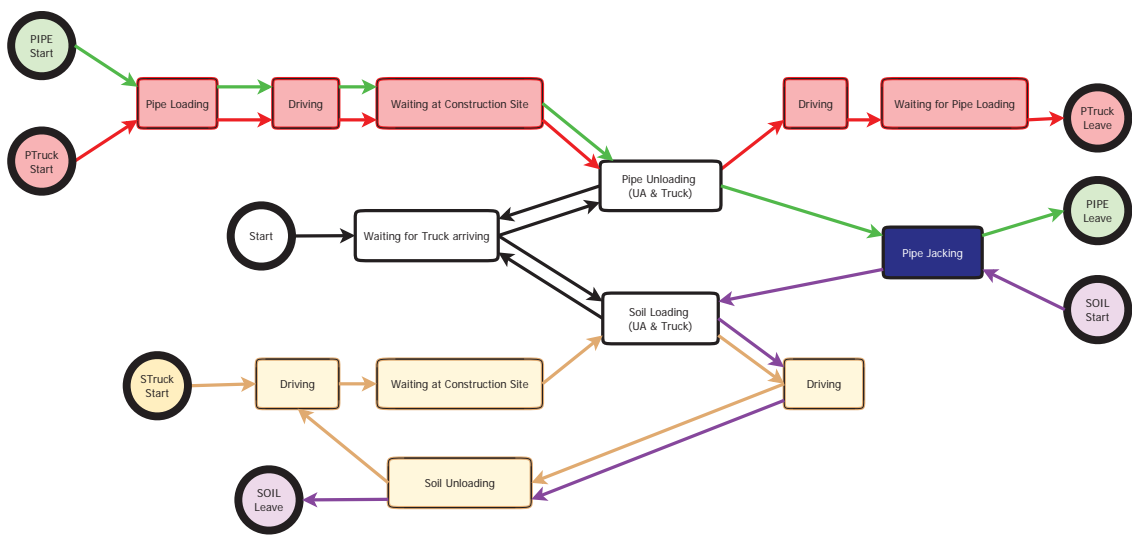 PIPE
Start
Pipe Loading
Driving
Waiting at Construction Site
Driving
Waiting for Pipe Loading
PTruck
Leave
PTruck
Start
Pipe Unloading
(UA & Truck)
PIPE
Leave
Start
Waiting for Truck arriving
Pipe Jacking
Soil Loading
(UA & Truck)
SOIL
Start
STruck
Start
Driving
Waiting at Construction Site
Driving
Soil Unloading
SOIL
Leave